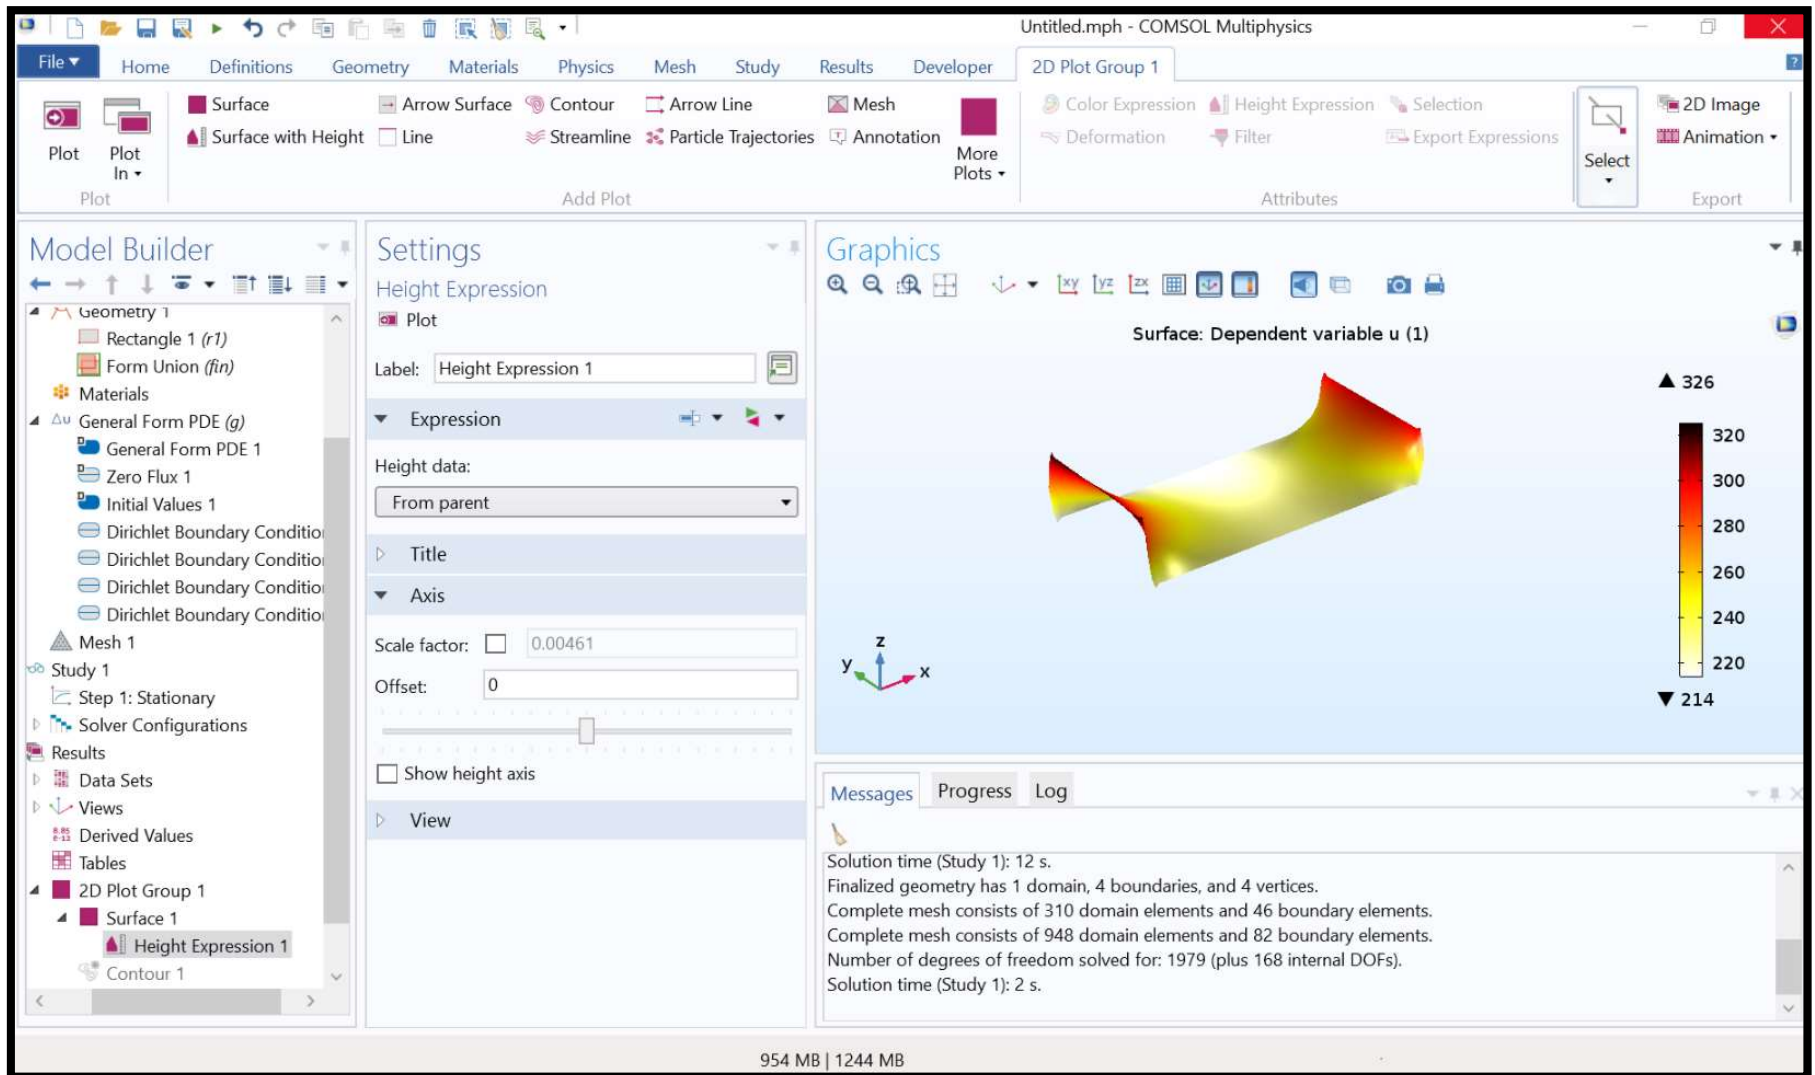 Untitled.mph - COMSOL Multiphysics
File Home Definitions Geometry Materials Physics Mesh Study Results Developer 2D Plot Group 1
Surface Arrow Surface Contour Arrow Line Mesh Color Expression Height Expression Selection 2D Image
Surface with Height Line Streamline Particle Trajectories Annotation Deformation Filter Export Expressions Animation
Plot Plot In More Plots Select
Plot Add Plot Attributes Export
Model Builder
Geometry 1
Rectangle 1 (r1)
Form Union (fin)
Materials
Δu General Form PDE (g)
General Form PDE 1
Zero Flux 1
Initial Values 1
Dirichlet Boundary Conditio
Dirichlet Boundary Conditio
Dirichlet Boundary Conditio
Dirichlet Boundary Conditio
Mesh 1
Study 1
Step 1: Stationary
Solver Configurations
Results
Data Sets
Views
8.85
e-12
Derived Values
Tables
2D Plot Group 1
Surface 1
Height Expression 1
Contour 1
Settings
Height Expression
Plot
Label: Height Expression 1
Expression
Height data:
From parent
Title
Axis
Scale factor: 0.00461
Offset: 0
Show height axis
View
Graphics
xy yz zx
Surface: Dependent variable u (1)
326
320
300
280
260
240
220
214
z
y
x
Messages Progress Log
Solution time (Study 1): 12 s.
Finalized geometry has 1 domain, 4 boundaries, and 4 vertices.
Complete mesh consists of 310 domain elements and 46 boundary elements.
Complete mesh consists of 948 domain elements and 82 boundary elements.
Number of degrees of freedom solved for: 1979 (plus 168 internal DOFs).
Solution time (Study 1): 2 s.
954 MB | 1244 MB